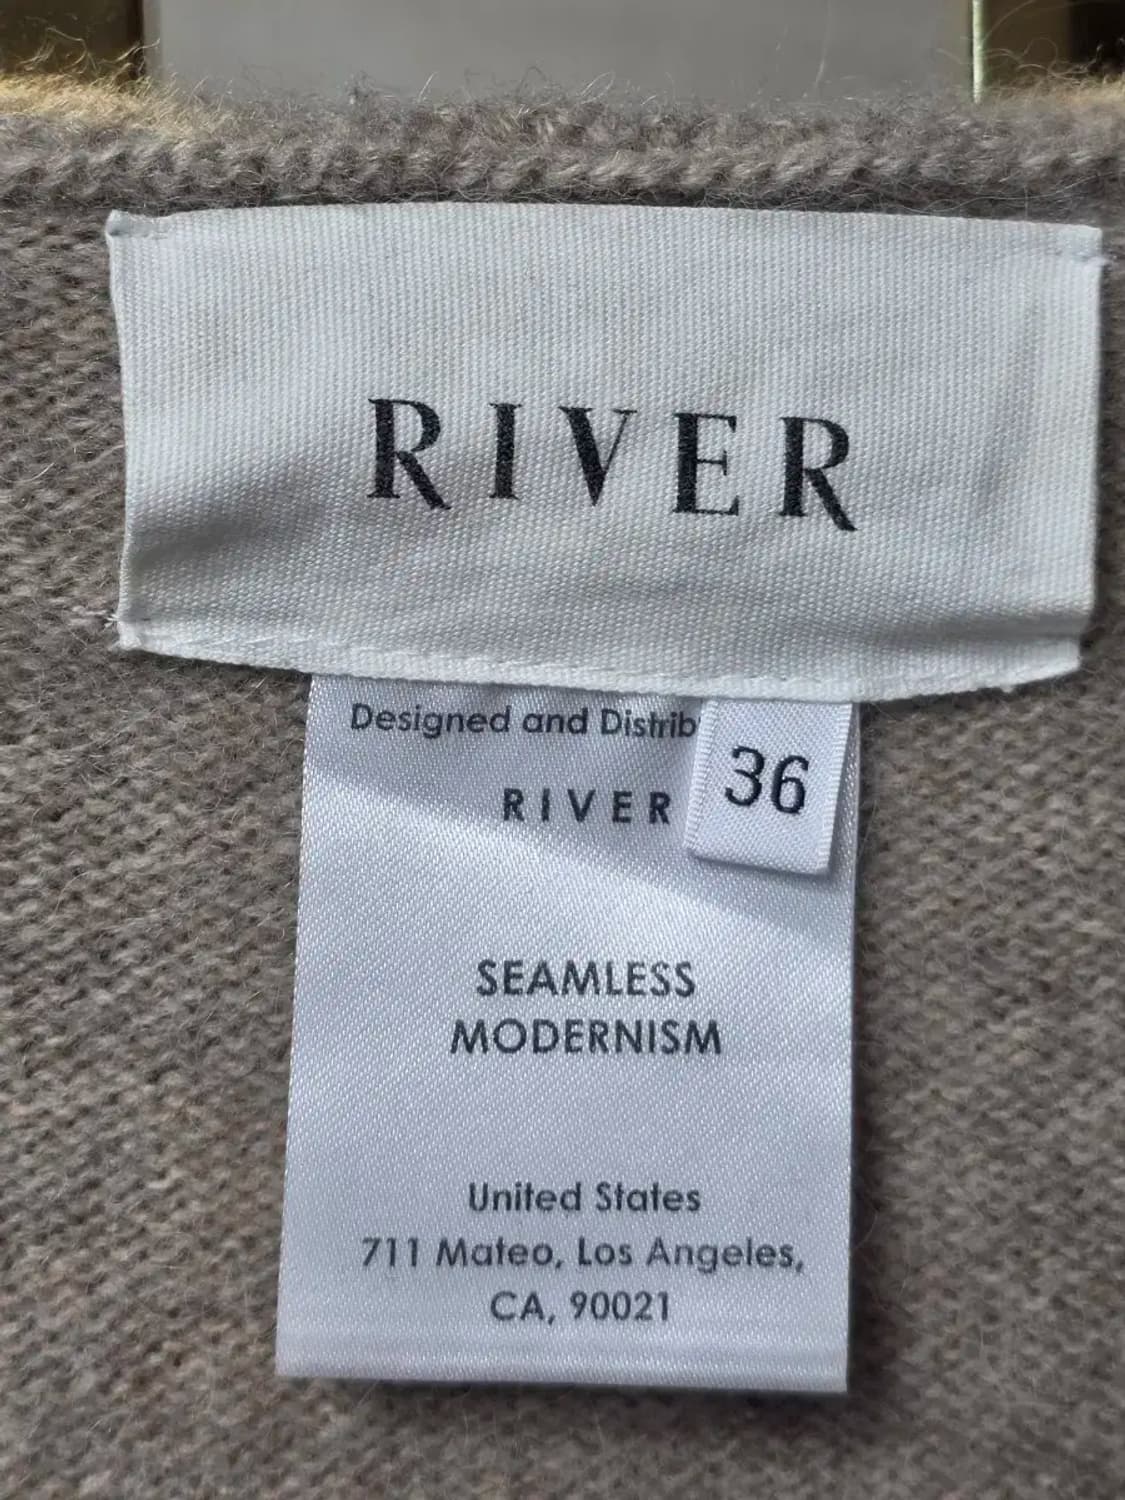 RIVER
Designed and Distrib
36
RIVER
SEAMLESS
MODERNISM
United States
711 Mateo, Los Angeles,
CA, 90021